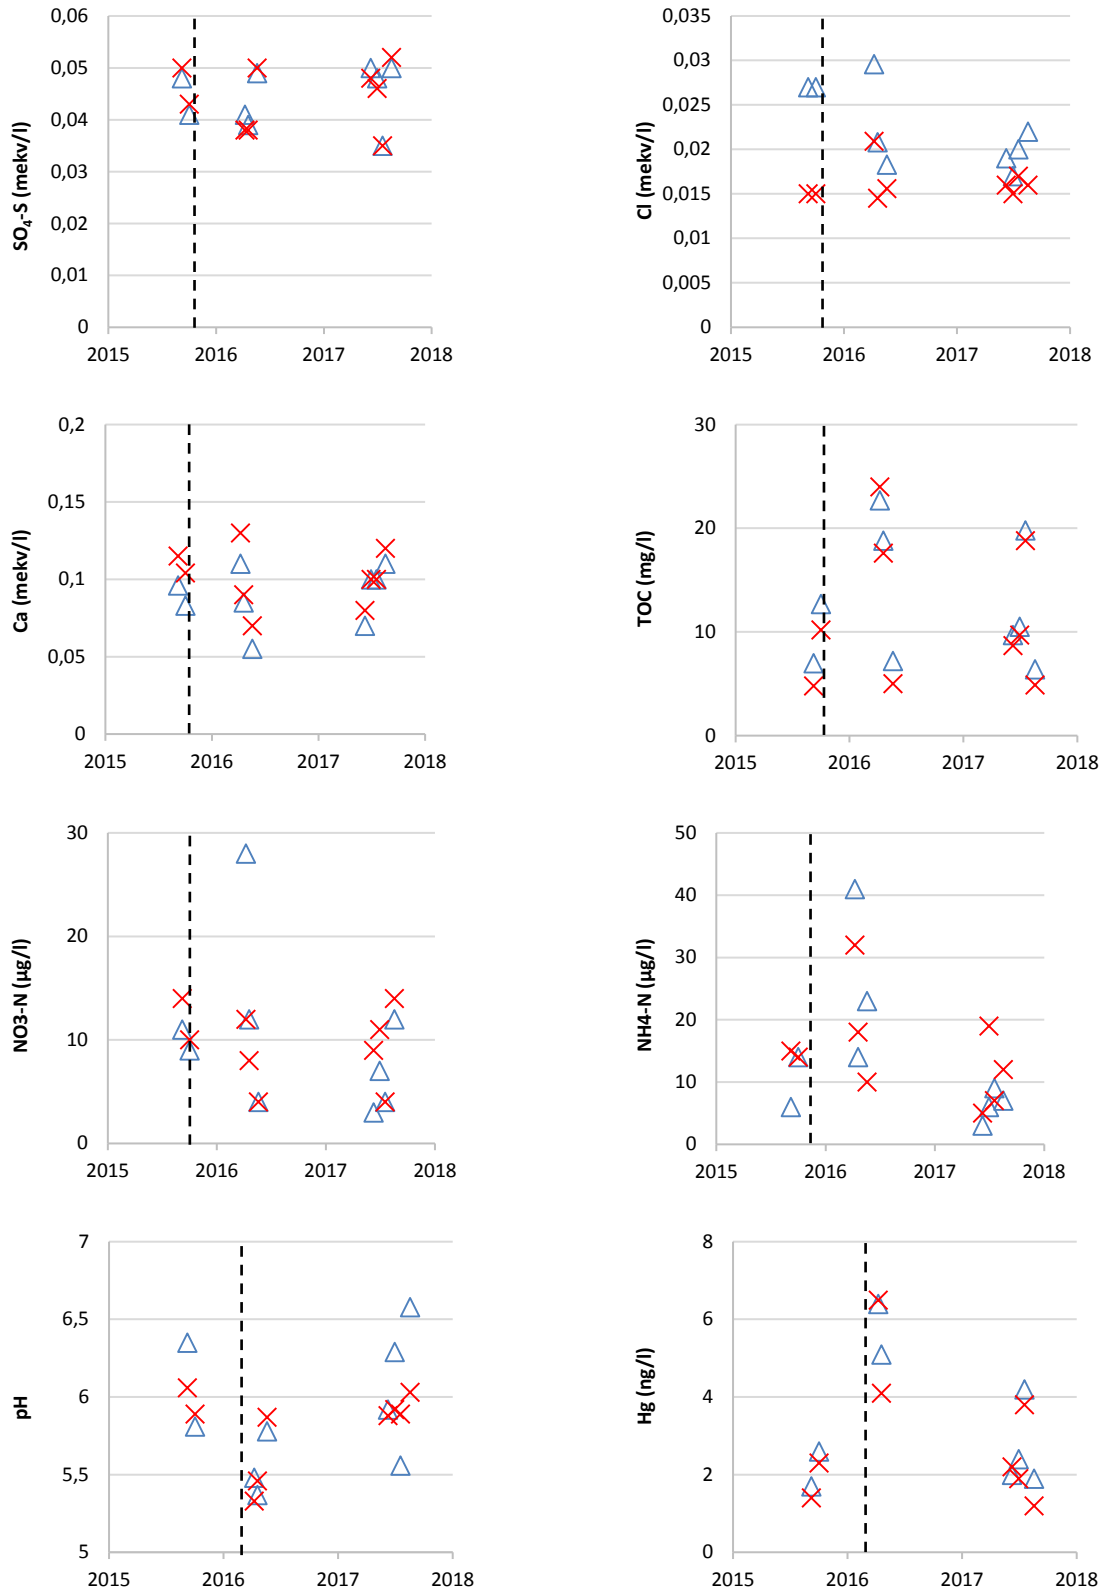 0,06
0,05
0,04
0,03
0,02
0,01
0
SO₄-S (mekv/l)
2015 2016 2017 2018
0,035
0,03
0,025
0,02
0,015
0,01
0,005
0
Cl (mekv/l)
2015 2016 2017 2018
0,2
0,15
0,1
0,05
0
Ca (mekv/l)
2015 2016 2017 2018
30
20
10
0
TOC (mg/l)
2015 2016 2017 2018
30
20
10
0
NO3-N (µg/l)
2015 2016 2017 2018
50
40
30
20
10
0
NH4-N (µg/l)
2015 2016 2017 2018
7
6,5
6
5,5
5
pH
2015 2016 2017 2018
8
6
4
2
0
Hg (ng/l)
2015 2016 2017 2018